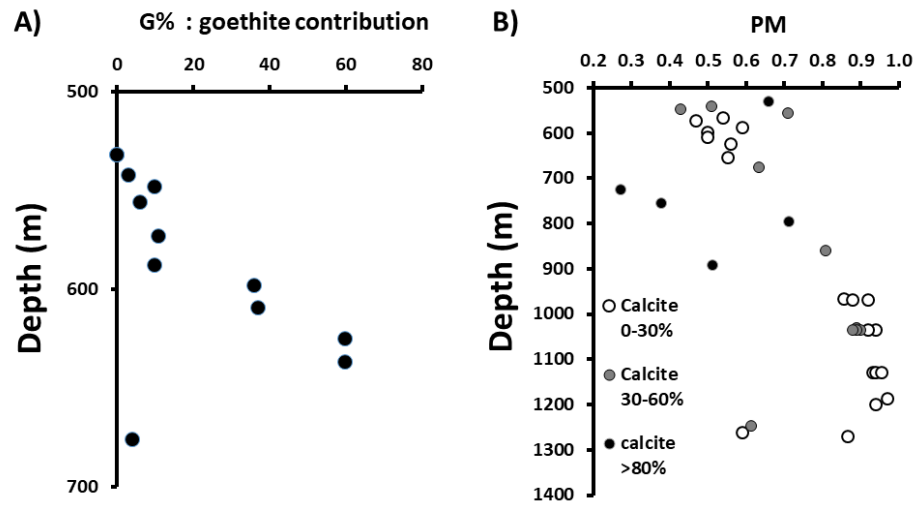 A)
G% : goethite contribution
0 20 40 60 80
500
600
700
Depth (m)
B)
PM
0.2 0.3 0.4 0.5 0.6 0.7 0.8 0.9 1.0
500
600
700
800
900
1000
1100
1200
1300
1400
Depth (m)
Calcite
0-30%
Calcite
30-60%
calcite
>80%